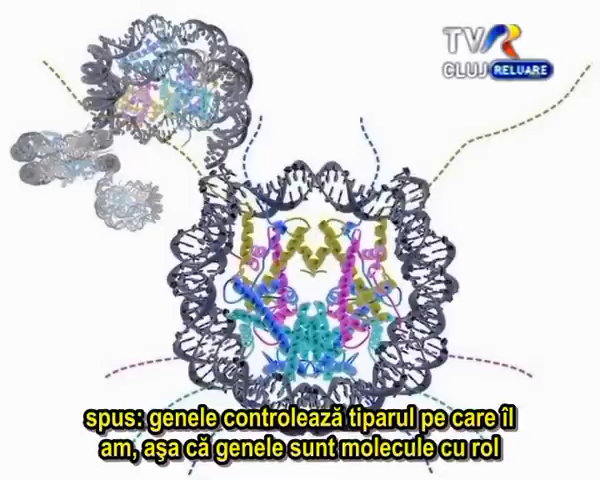 TVR
CLUJ RELUARE
spus: genele controlează tiparul pe care îl
am, aşa că genele sunt molecule cu rol